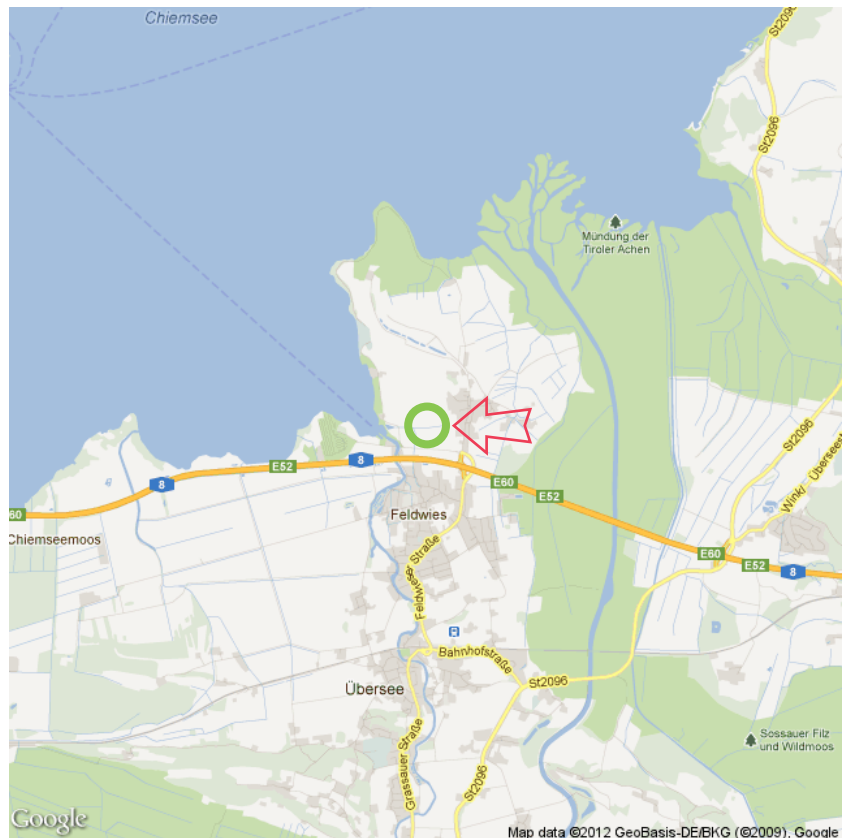 Chiemsee
St2096
St2096
Mündung der
Tiroler Achen
St2096
Winkl - Überseest
E52
8
8
E60
E52
60
Chiemseemoos
Feldwies
E60
E52
8
Feldwieser Straße
Bahnhofstraße
Übersee
St2096
Grassauer Straße
St2096
Sossauer Filz
und Wildmoos
Google
Map data ©2012 GeoBasis-DE/BKG (©2009), Google